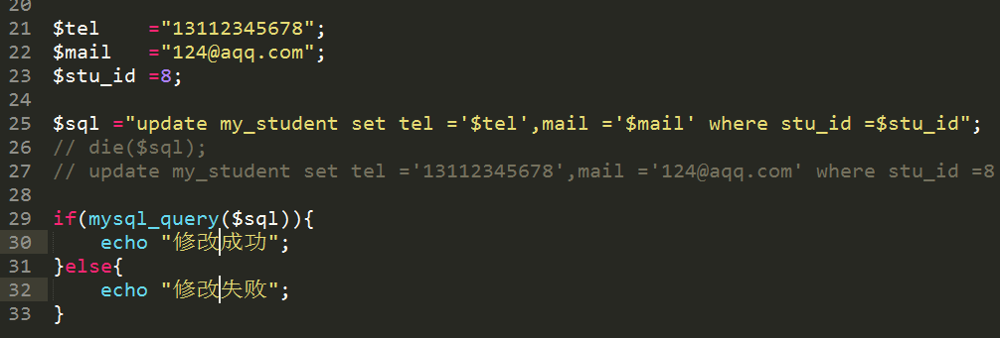 20
21 $tel    ="13112345678";
22 $mail   ="124@aqq.com";
23 $stu_id =8;
24
25 $sql ="update my_student set tel ='$tel',mail ='$mail' where stu_id =$stu_id";
26 // die($sql);
27 // update my_student set tel ='13112345678',mail ='124@aqq.com' where stu_id =8
28
29 if(mysql_query($sql)){
30     echo "修改成功";
31 }else{
32     echo "修改失败";
33 }